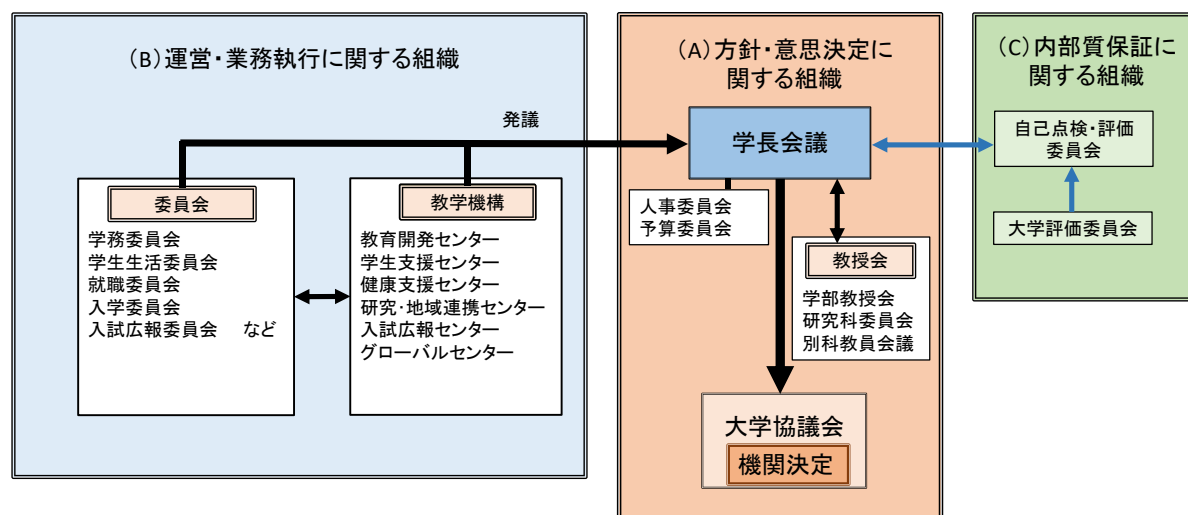 (B)運営・業務執行に関する組織
発議
委員会
学務委員会
学生生活委員会
就職委員会
入学委員会
入試広報委員会 など
教学機構
教育開発センター
学生支援センター
健康支援センター
研究・地域連携センター
入試広報センター
グローバルセンター
(A)方針・意思決定に
関する組織
学長会議
人事委員会
予算委員会
教授会
学部教授会
研究科委員会
別科教員会議
大学協議会
機関決定
(C)内部質保証に
関する組織
自己点検・評価
委員会
大学評価委員会